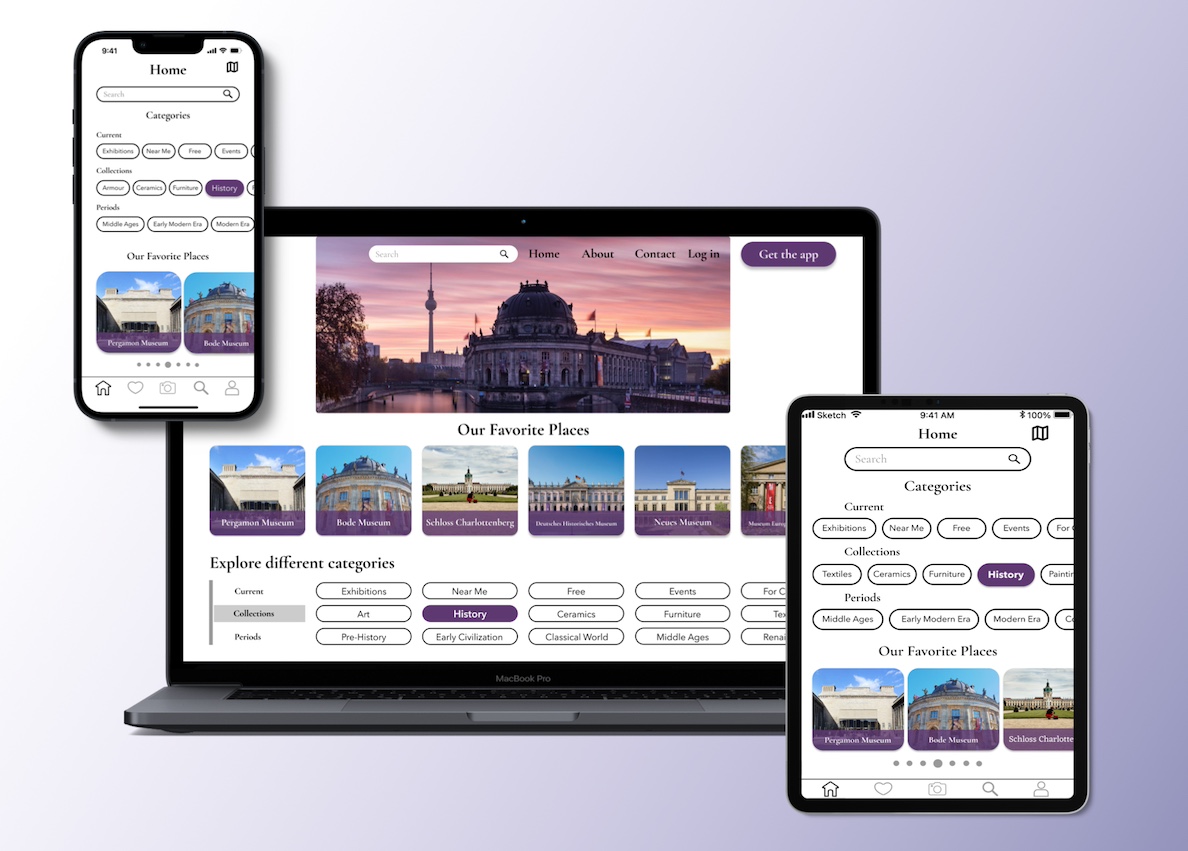 9:41
Home
Search
Categories
Current
Exhibitions Near Me Free Events
Collections
Armour Ceramics Furniture History
Periods
Middle Ages Early Modern Era Modern Era
Our Favorite Places
Pergamon Museum Bode Museum
Search Home About Contact Log in Get the app
Our Favorite Places
Pergamon Museum Bode Museum Schloss Charlottenberg Deutsches Historisches Museum Neues Museum Museum
Explore different categories
Current Exhibitions Near Me Free Events For
Collections Art History Ceramics Furniture
Periods Pre-History Early Civilization Classical World Middle Ages
MacBook Pro
Sketch 9:41 AM 100%
Home
Search
Categories
Current
Exhibitions Near Me Free Events For
Collections
Textiles Ceramics Furniture History
Periods
Middle Ages Early Modern Era Modern Era
Our Favorite Places
Pergamon Museum Bode Museum Schloss Charlotte